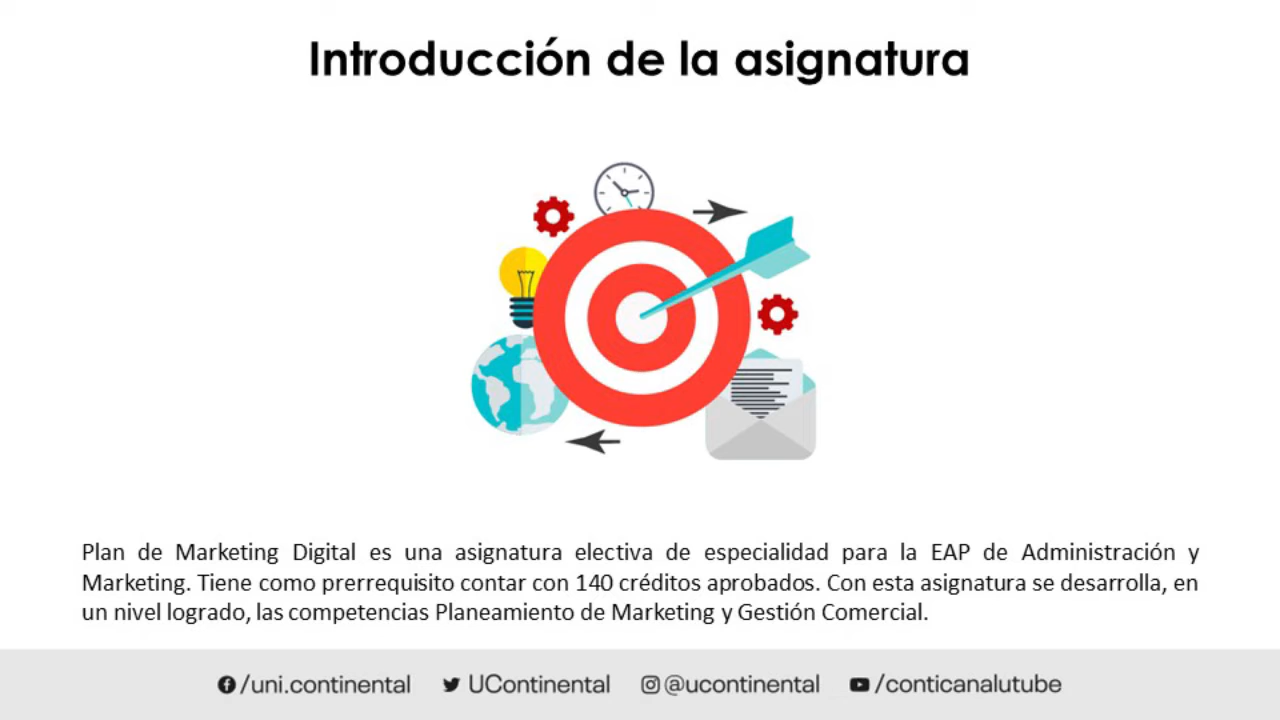 Introducción de la asignatura
Plan de Marketing Digital es una asignatura electiva de especialidad para la EAP de Administración y
Marketing. Tiene como prerrequisito contar con 140 créditos aprobados. Con esta asignatura se desarrolla, en
un nivel logrado, las competencias Planeamiento de Marketing y Gestión Comercial.
/uni.continental UContinental @ucontinental /conticanalutube